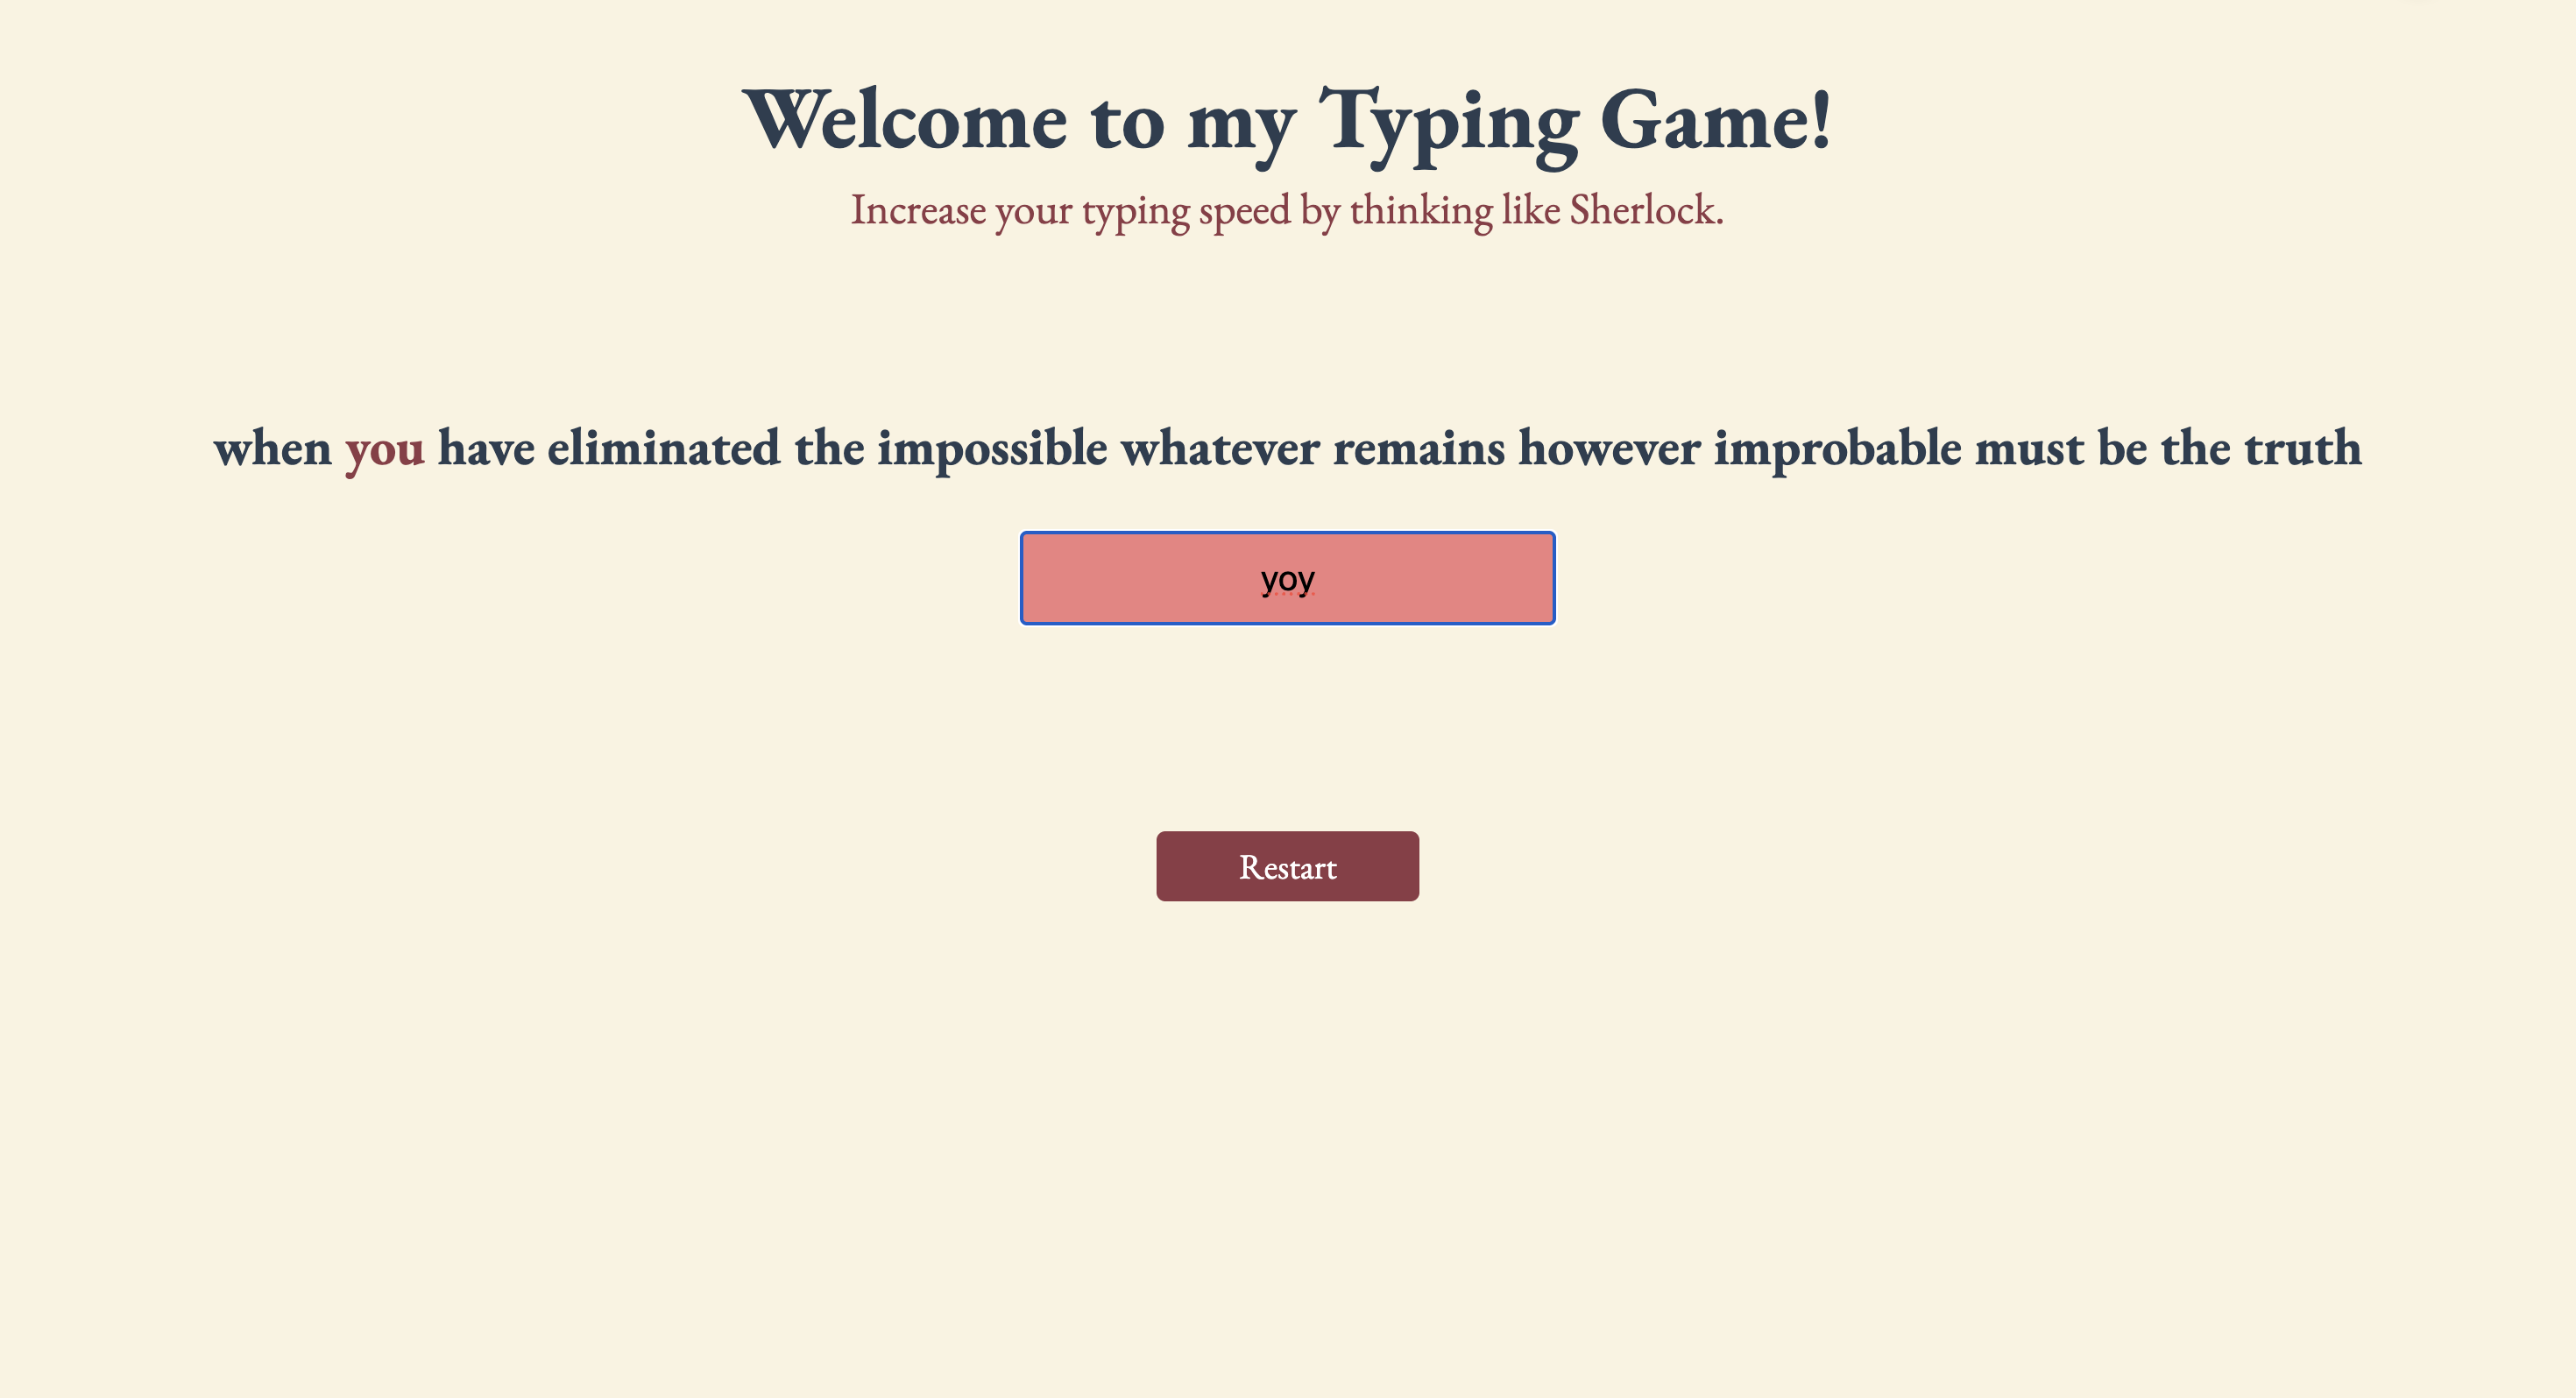 Welcome to my Typing Game!
Increase your typing speed by thinking like Sherlock.
when you have eliminated the impossible whatever remains however improbable must be the truth
yoy
Restart